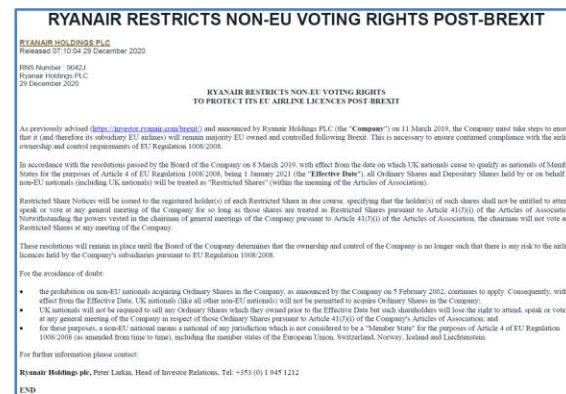 RYANAIR RESTRICTS NON-EU VOTING RIGHTS POST-BREXIT
RYANAIR HOLDINGS PLC
Released 07:10:04 29 December 2020
RNS Number : 9042J
Ryanair Holdings PLC
29 December 2020
RYANAIR RESTRICTS NON-EU VOTING RIGHTS
TO PROTECT ITS EU AIRLINE LICENCES POST-BREXIT
As previously advised (https://investor.ryanair.com/brexit/) and announced by Ryanair Holdings PLC (the "Company") on 11 March 2019, the Company must take steps to
that it (and therefore its subsidiary EU airlines) will remain majority EU owned and controlled following Brexit. This is necessary to ensure continued compliance with the
ownership and control requirements of EU Regulation 1008/2008.
In accordance with the resolutions passed by the Board of the Company on 8 March 2019, with effect from the date on which UK nationals cease to qualify as nationals of
States for the purposes of Article 4 of EU Regulation 1008/2008, being 1 January 2021 (the "Effective Date"), all Ordinary Shares and Depositary Shares held by or on behalf
non-EU nationals (including UK nationals) will be treated as "Restricted Shares" (within the meaning of the Articles of Association).
Restricted Share Notices will be issued to the registered holder(s) of each Restricted Share in due course, specifying that the holder(s) of such shares shall not be entitled to
speak or vote at any general meeting of the Company for so long as those shares are treated as Restricted Shares pursuant to Article 41(J)(i) of the Articles of
Notwithstanding the powers vested in the chairman of general meetings of the Company pursuant to Article 41(J)(i) of the Articles of Association, the chairman will not
Restricted Shares at any meeting of the Company.
These resolutions will remain in place until the Board of the Company determines that the ownership and control of the Company is no longer such that there is any risk to the
licences held by the Company's subsidiaries pursuant to EU Regulation 1008/2008.
For the avoidance of doubt:
• the prohibition on non-EU nationals acquiring Ordinary Shares in the Company, as announced by the Company on 5 February 2002, continues to apply. Consequently,
effect from the Effective Date, UK nationals (like all other non-EU nationals) will not be permitted to acquire Ordinary Shares in the Company;
• UK nationals will not be required to sell any Ordinary Shares which they owned prior to the Effective Date but such shareholders will lose the right to attend, speak or vote
at any general meeting of the Company in respect of those Ordinary Shares pursuant to Article 41(J)(i) of the Company's Articles of Association; and
• for these purposes, a non-EU national means a national of any jurisdiction which is not considered to be a "Member State" for the purposes of Article 4 of EU Regulation
1008/2008 (as amended from time to time), including the member states of the European Union, Switzerland, Norway, Iceland and Liechtenstein.
For further information please contact:
Ryanair Holdings plc, Peter Larkin, Head of Investor Relations, Tel: +353 (0) 1 945 1212
END